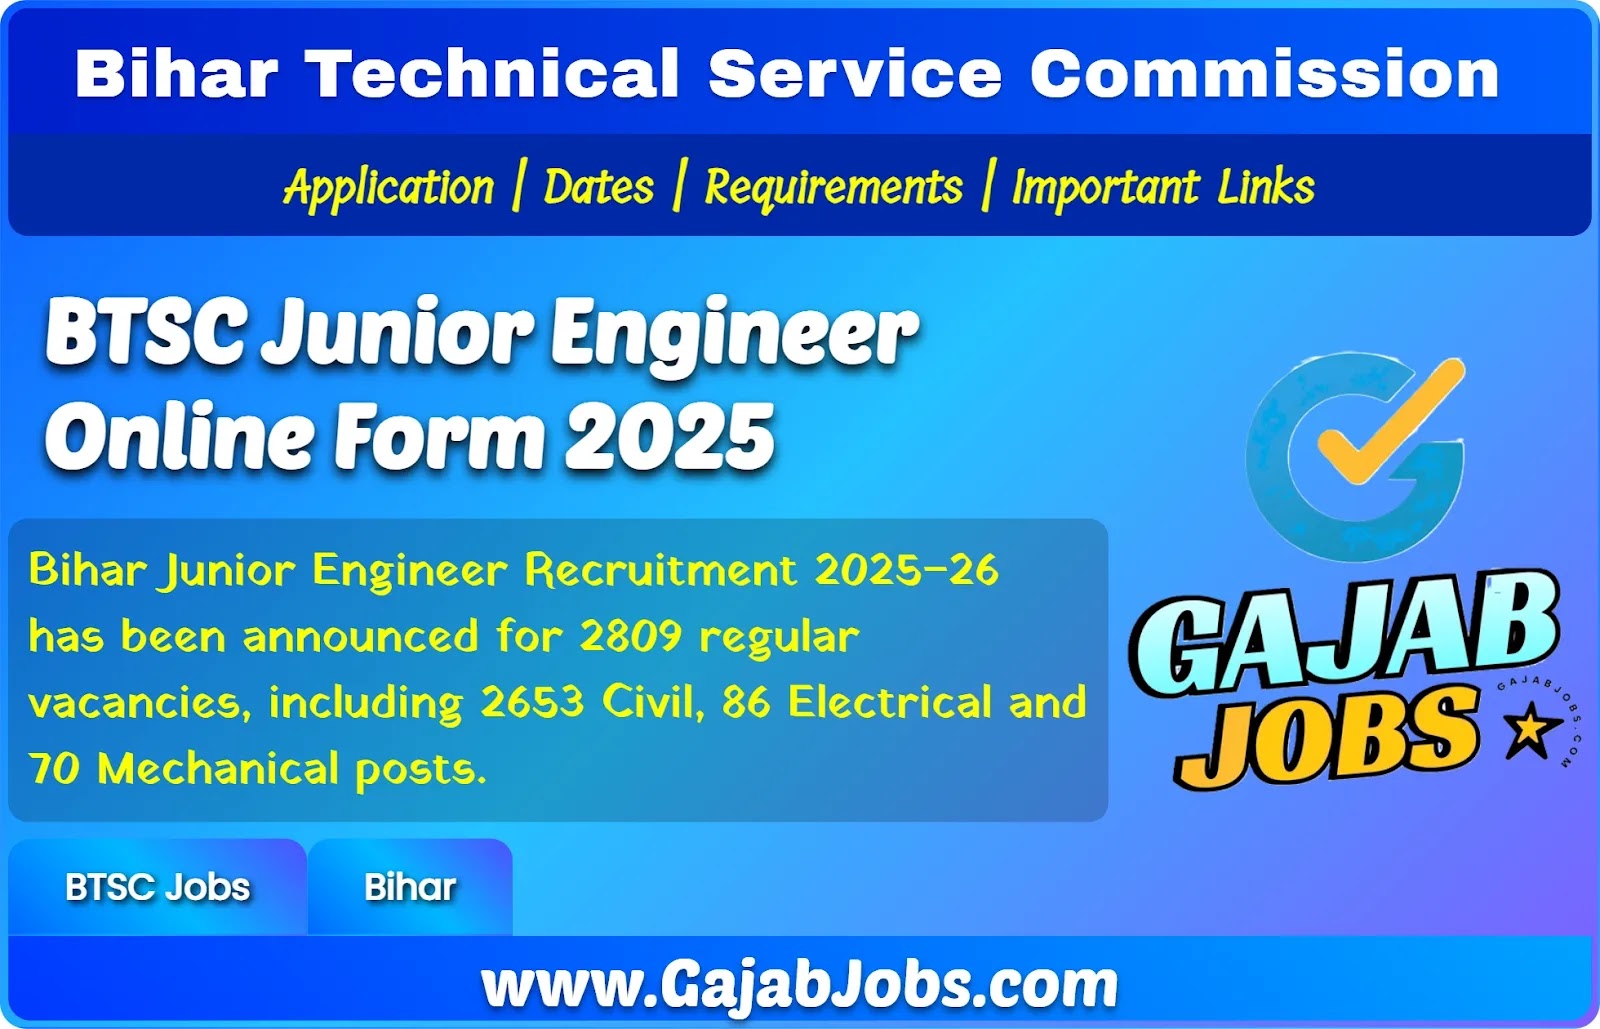 Bihar Technical Service Commission
Application | Dates | Requirements | Important Links
BTSC Junior Engineer
Online Form 2025
Bihar Junior Engineer Recruitment 2025-26
has been announced for 2809 regular
vacancies, including 2653 Civil, 86 Electrical and
70 Mechanical posts.
GAJAB
JOBS
GAJABJOBS.COM
BTSC Jobs
Bihar
www.GajabJobs.com